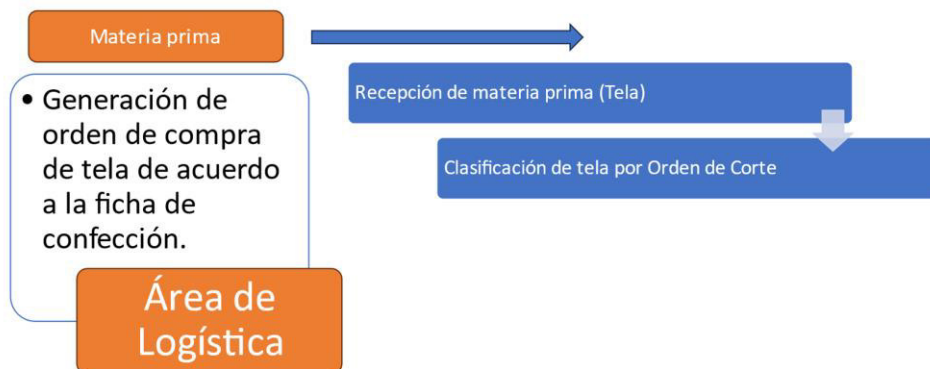 Materia prima
• Generación de
orden de compra
de tela de acuerdo
a la ficha de
confección.
Área de
Logística
Recepción de materia prima (Tela)
Clasificación de tela por Orden de Corte